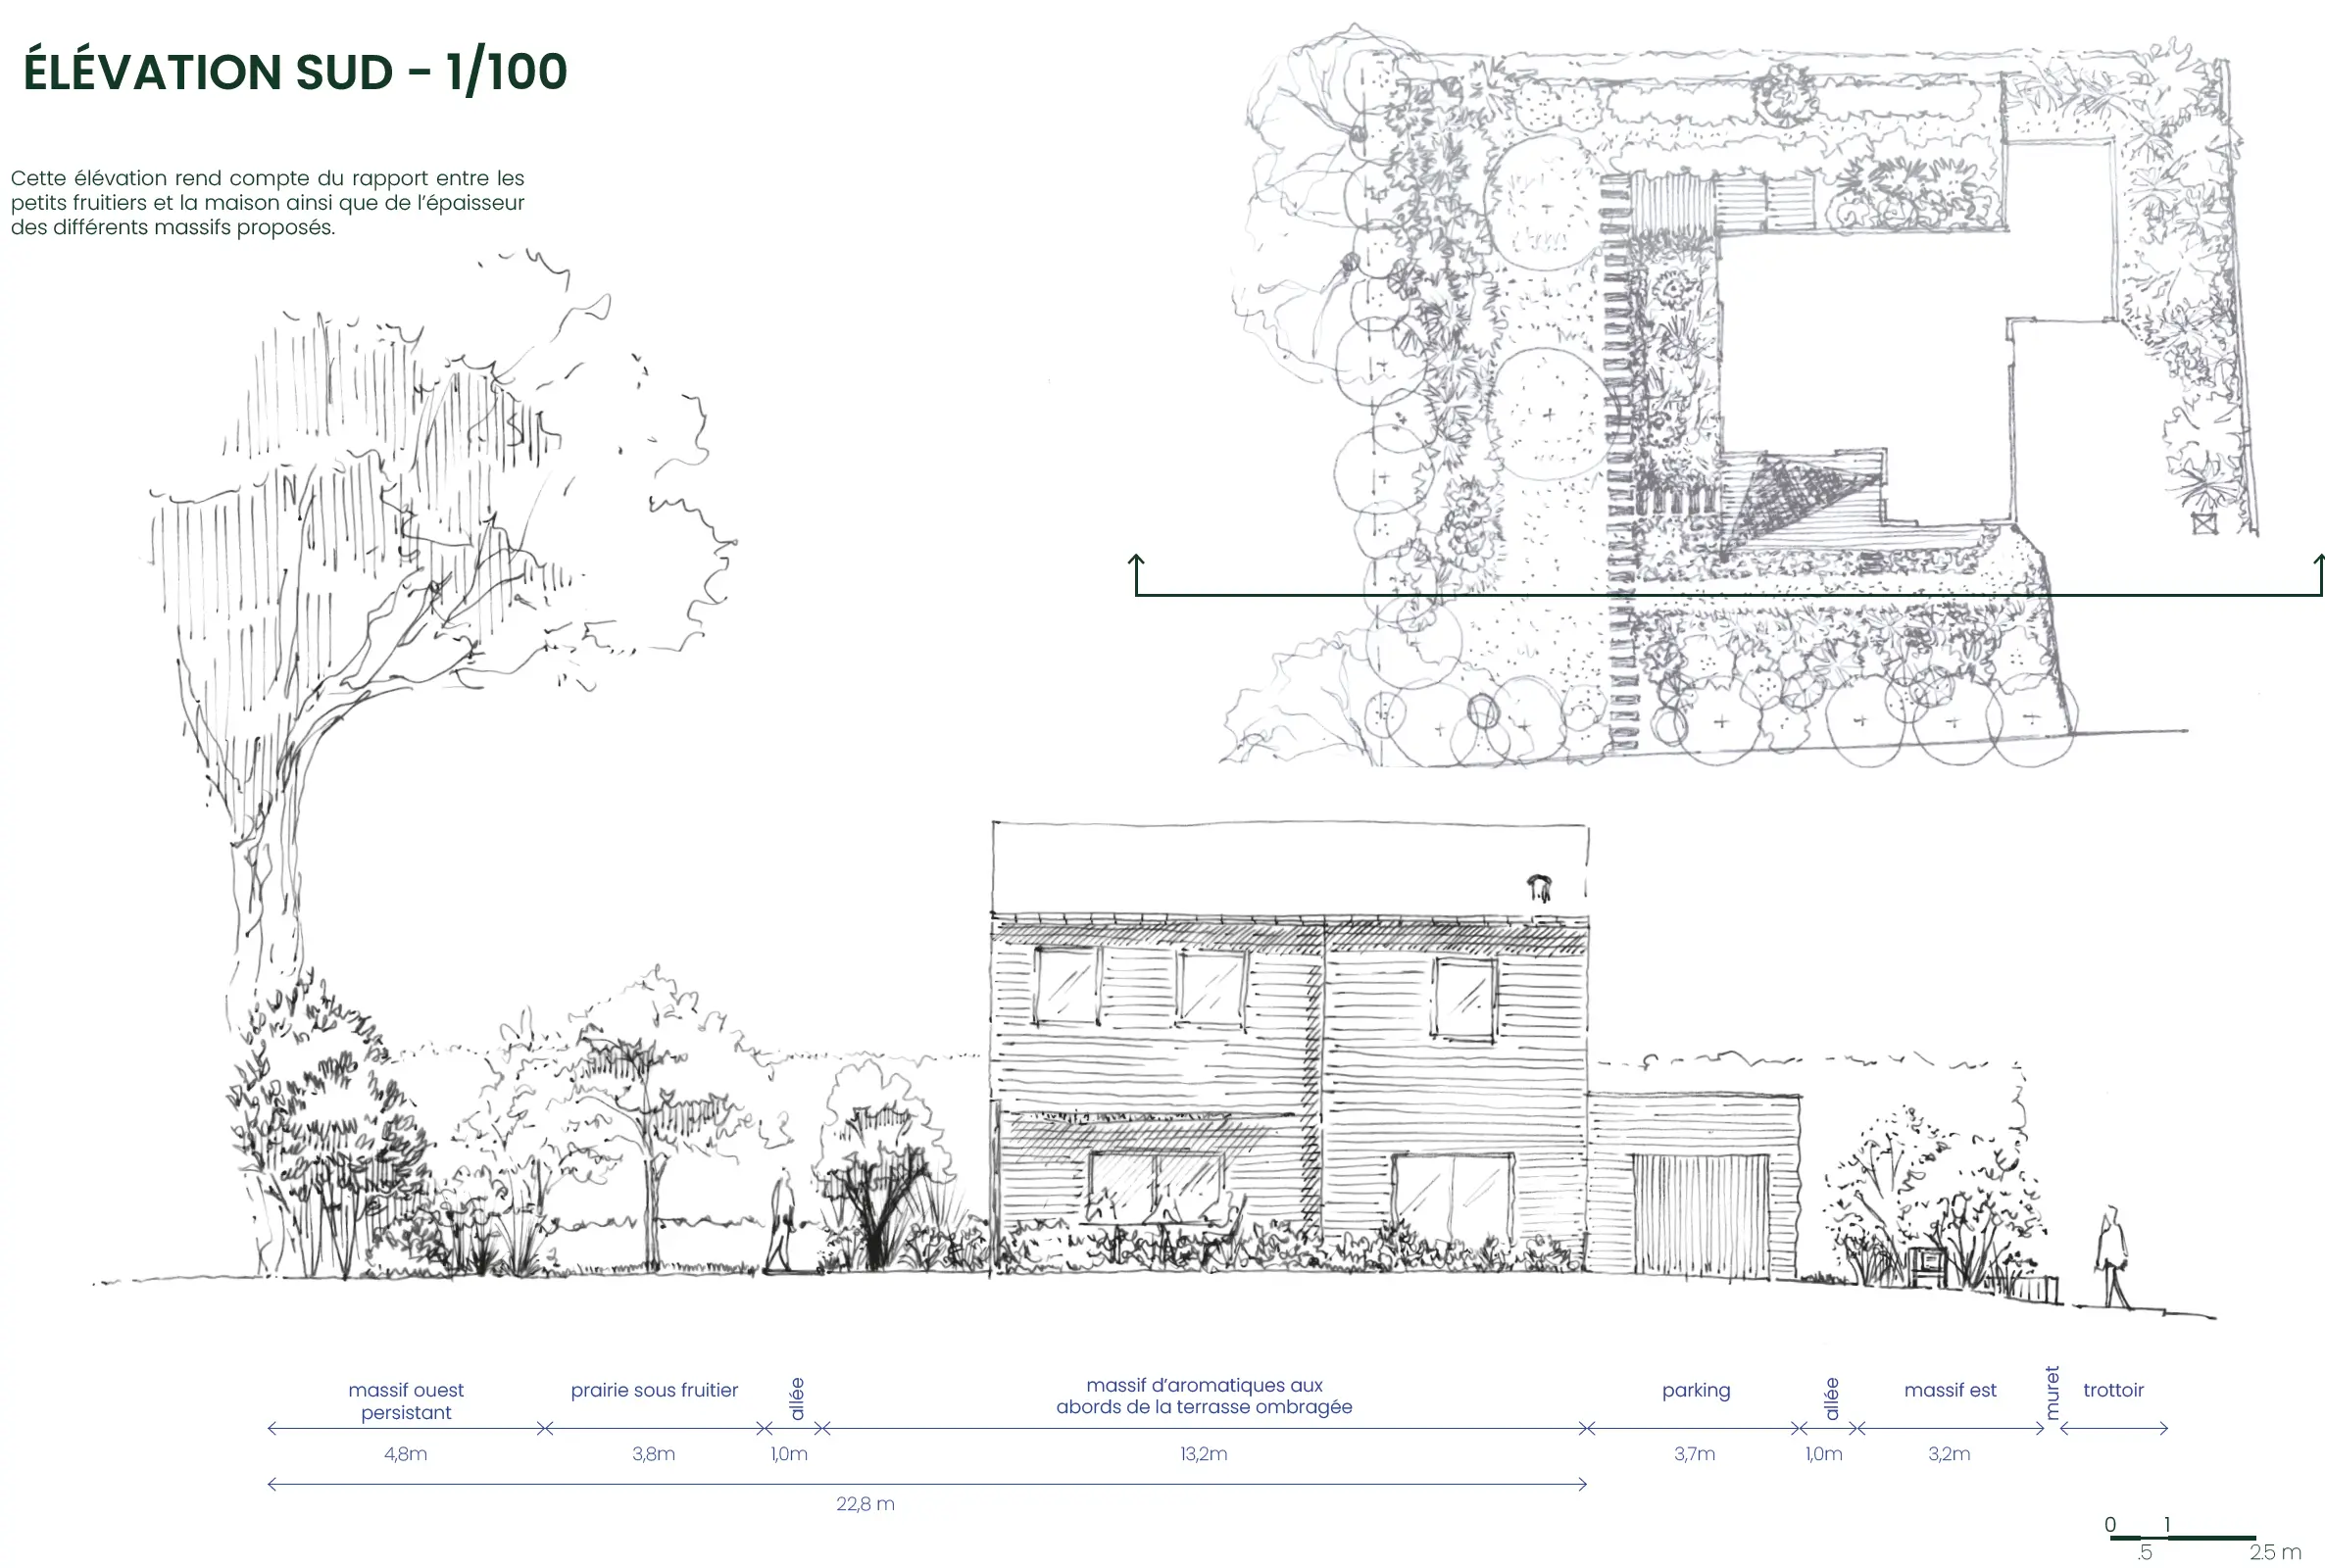 ÉLÉVATION SUD - 1/100
Cette élévation rend compte du rapport entre les
petits fruitiers et la maison ainsi que de l'épaisseur
des différents massifs proposés.
massif ouest
persistant
prairie sous fruitier
allée
massif d'aromatiques aux
abords de la terrasse ombragée
parking
allée
massif est
muret
trottoir
4,8m
3,8m
1,0m
13,2m
3,7m
1,0m
3,2m
22,8 m
0
1
.5
2.5 m